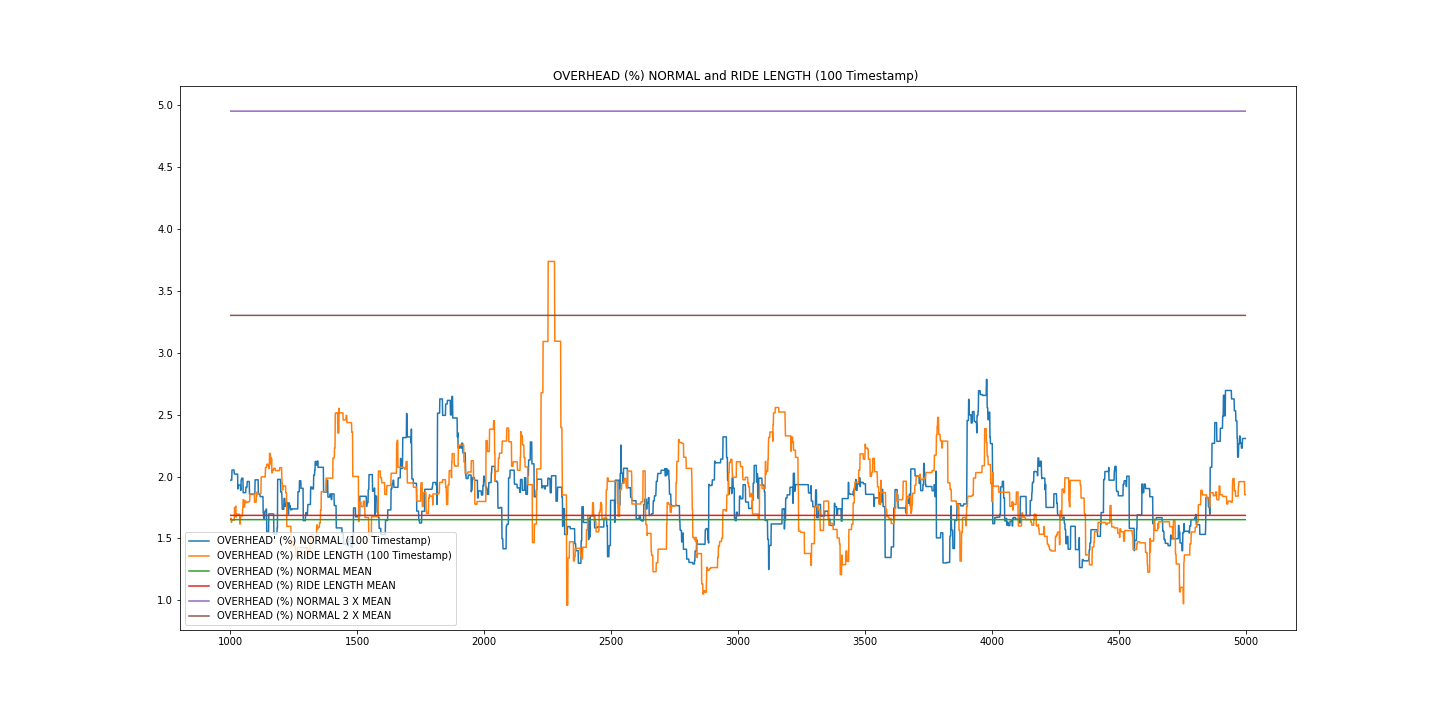 OVERHEAD (%) NORMAL and RIDE LENGTH (100 Timestamp)
5.0
4.5
4.0
3.5
3.0
2.5
2.0
1.5
1.0
OVERHEAD (%) NORMAL (100 Timestamp)
OVERHEAD (%) RIDE LENGTH (100 Timestamp)
OVERHEAD (%) NORMAL MEAN
OVERHEAD (%) RIDE LENGTH MEAN
OVERHEAD (%) NORMAL 3 X MEAN
OVERHEAD (%) NORMAL 2 X MEAN
1000 1500 2000 2500 3000 3500 4000 4500 5000